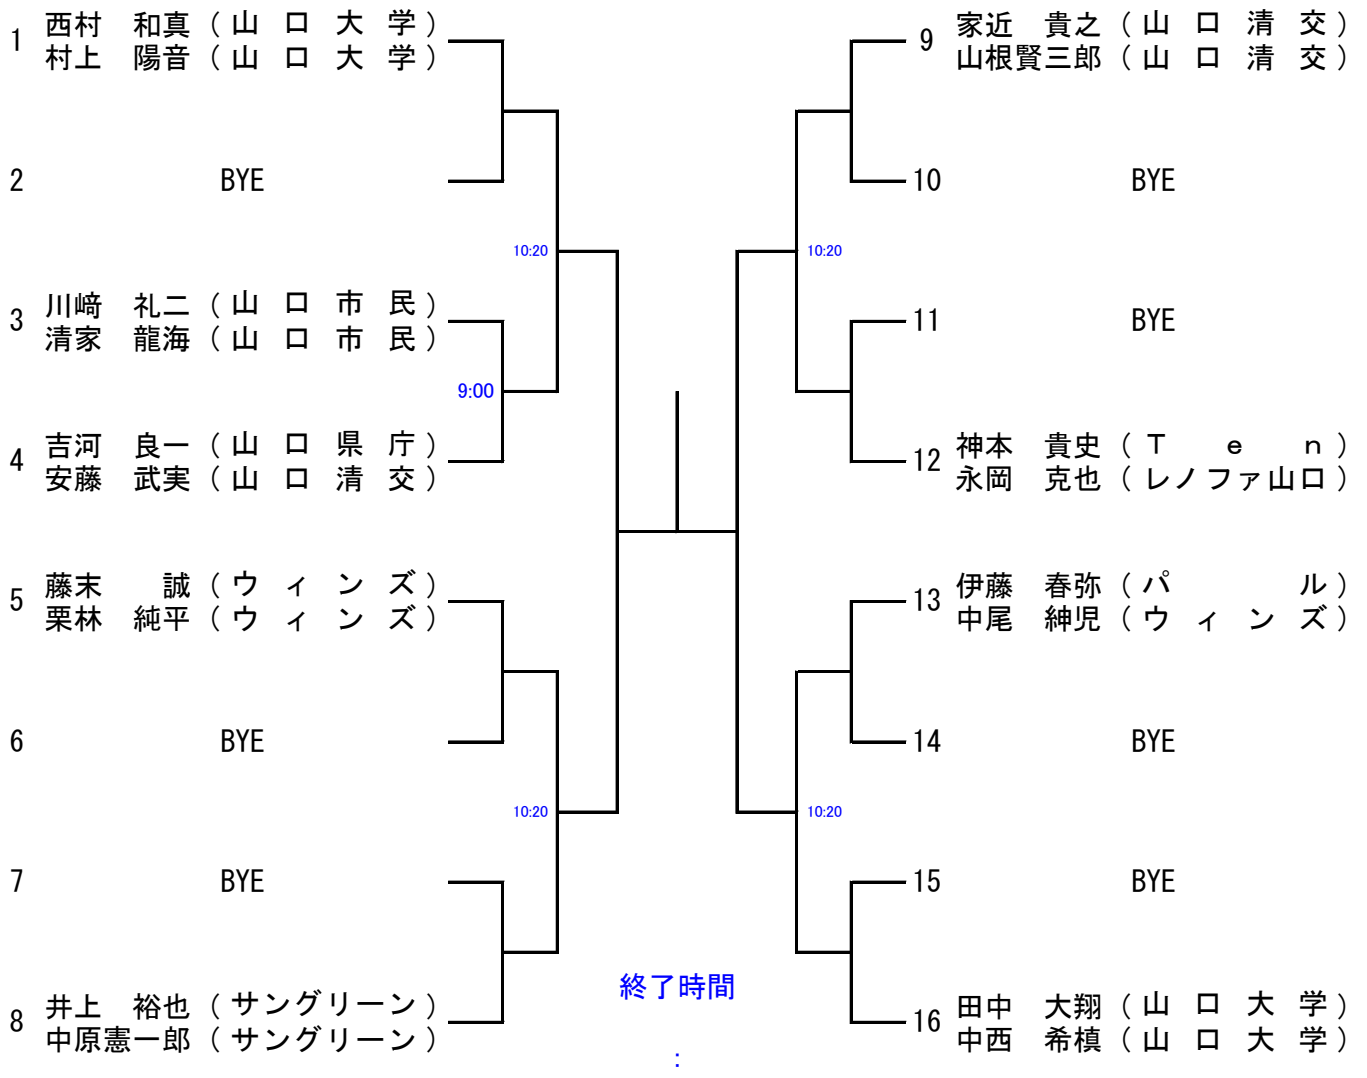 1 西村 和真 ( 山 口 大 学 )
村上 陽音 ( 山 口 大 学 )
2 BYE
10:20
3 川﨑 礼二 ( 山 口 市 民 )
清家 龍海 ( 山 口 市 民 )
9:00
4 吉河 良一 ( 山 口 県 庁 )
安藤 武実 ( 山 口 清 交 )
5 藤末 誠 ( ウ ィ ン ズ )
栗林 純平 ( ウ ィ ン ズ )
6 BYE
10:20
7 BYE
8 井上 裕也 ( サングリーン )
中原憲一郎 ( サングリーン )
9 家近 貴之 ( 山 口 清 交 )
山根賢三郎 ( 山 口 清 交 )
10 BYE
10:20
11 BYE
12 神本 貴史 ( T e n )
永岡 克也 ( レノファ山口 )
13 伊藤 春弥 ( パ ル )
中尾 紳児 ( ウ ィ ン ズ )
14 BYE
10:20
15 BYE
16 田中 大翔 ( 山 口 大 学 )
中西 希槙 ( 山 口 大 学 )
終了時間
: